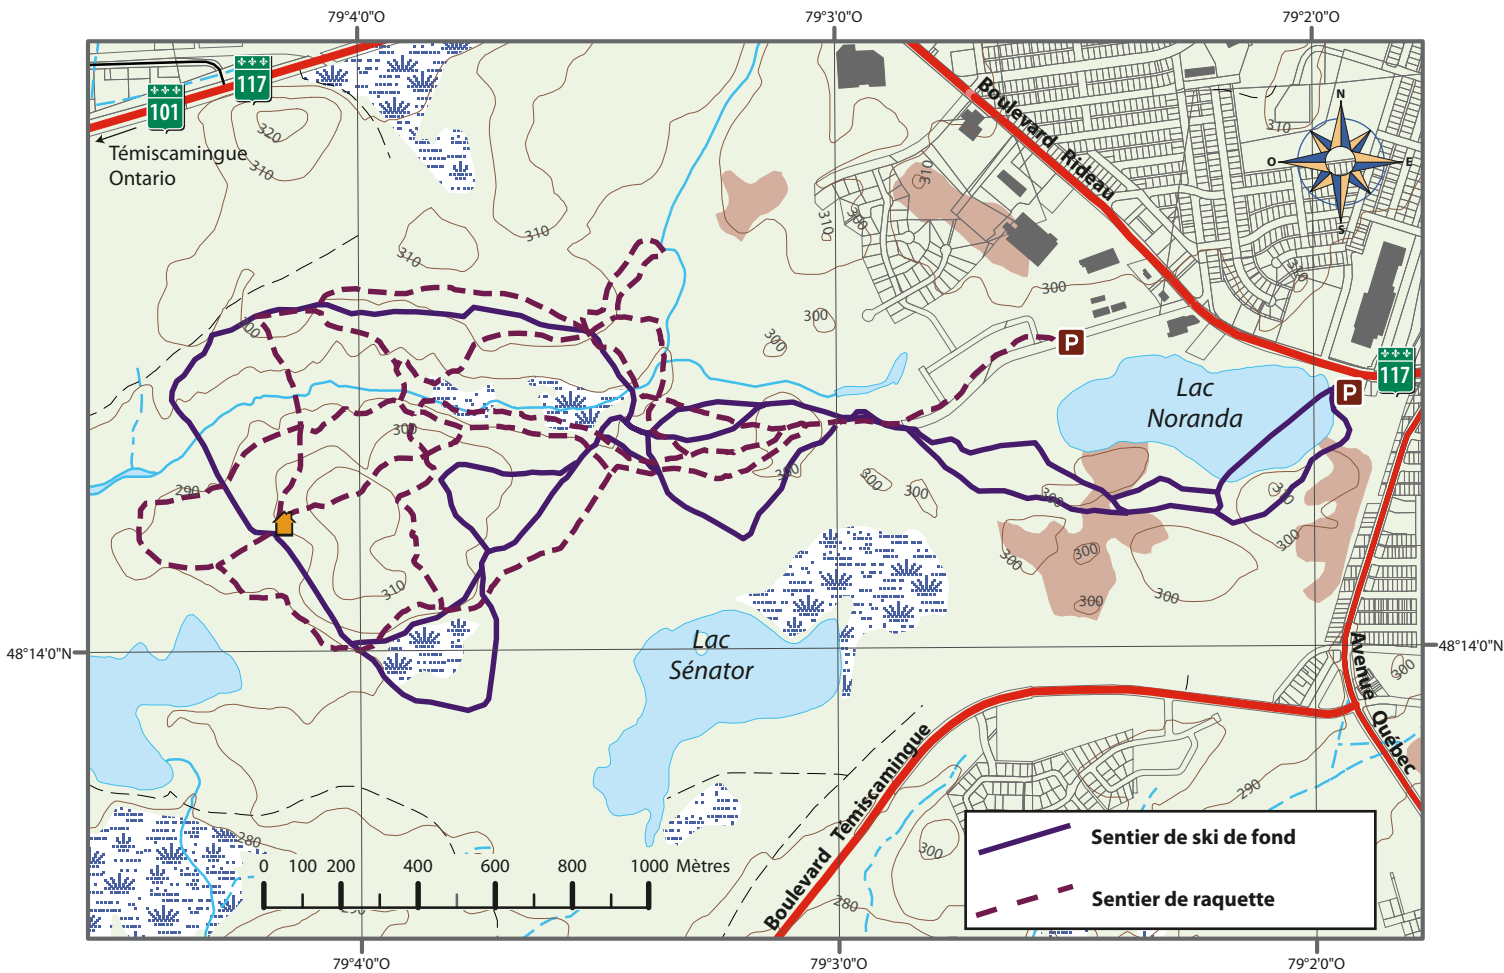 79°4'0"O
79°3'0"O
79°2'0"O
117
101
Témiscamingue
Ontario
320
310
310
310
310
300
310
310
310
N
O
E
S
Boulevard Rideau
300
300
300
300
P
P
117
Lac
Noranda
300
290
300
300
300
300
310
300
300
300
300
300
310
48°14'0"N
48°14'0"N
Lac
Sénator
Avenue Québec
300
Boulevard Témiscamingue
290
300
280
280
290
0 100 200 400 600 800 1000 Mètres
Sentier de ski de fond
Sentier de raquette
79°4'0"O
79°3'0"O
79°2'0"O